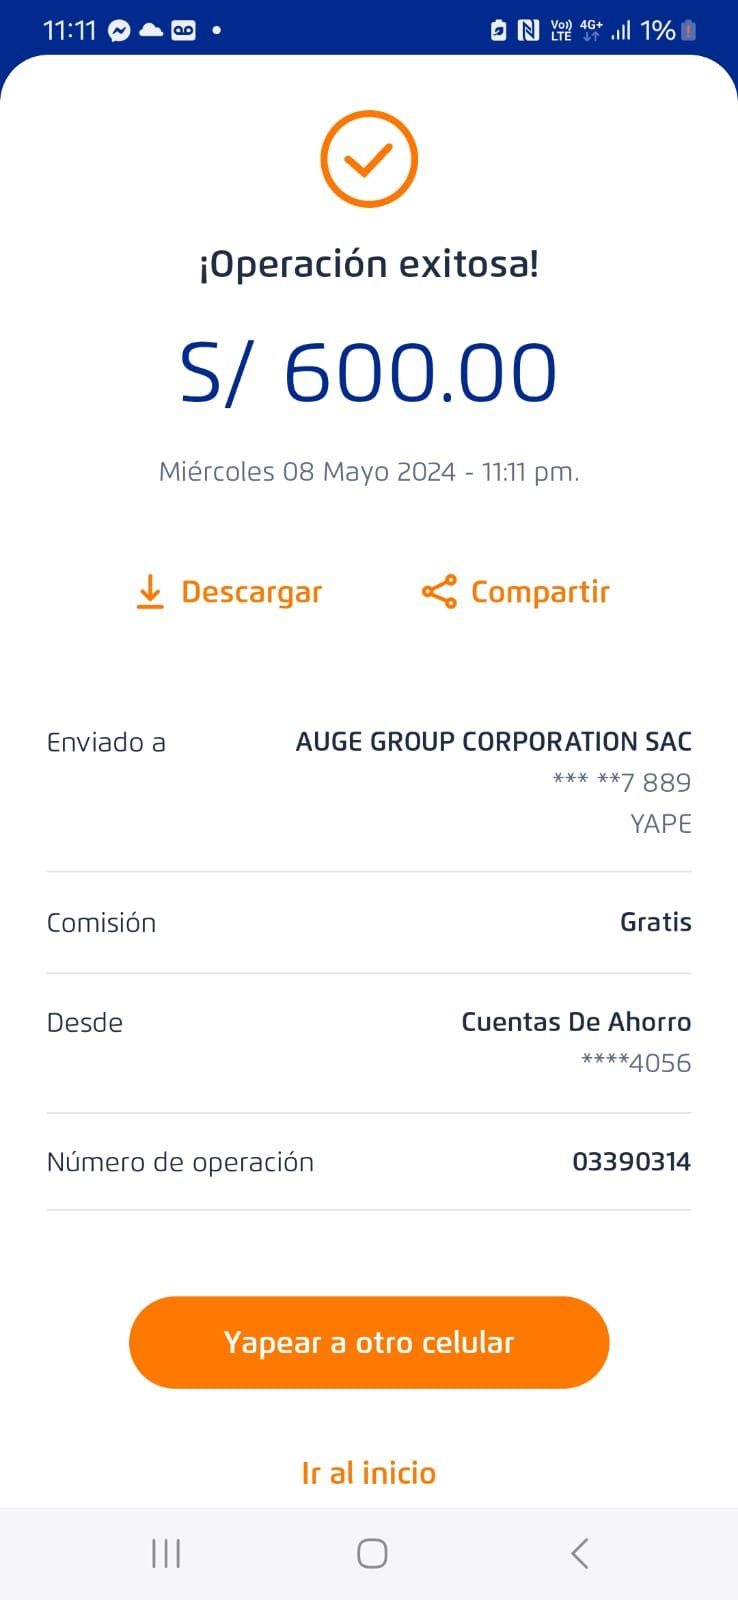 11:11
Vo)) LTE 4G+ 1%
¡Operación exitosa!
S/ 600.00
Miércoles 08 Mayo 2024 - 11:11 pm.
Descargar Compartir
Enviado a AUGE GROUP CORPORATION SAC
*** **7 889
YAPE
Comisión Gratis
Desde Cuentas De Ahorro
****4056
Número de operación 03390314
Yapear a otro celular
Ir al inicio